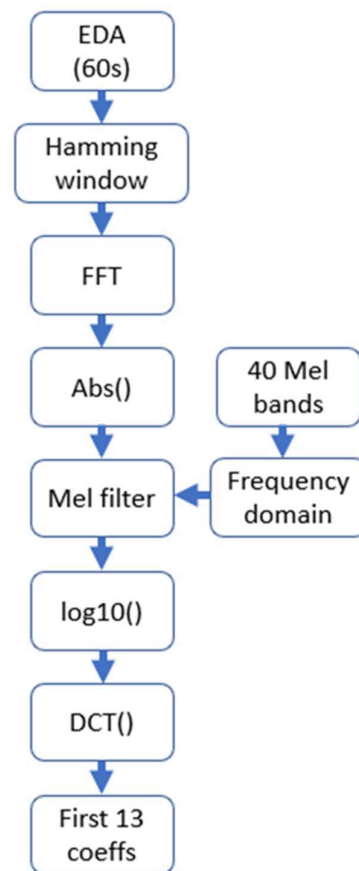 EDA
(60s)
Hamming
window
FFT
Abs()
40 Mel
bands
Mel filter
Frequency
domain
log10()
DCT()
First 13
coeffs